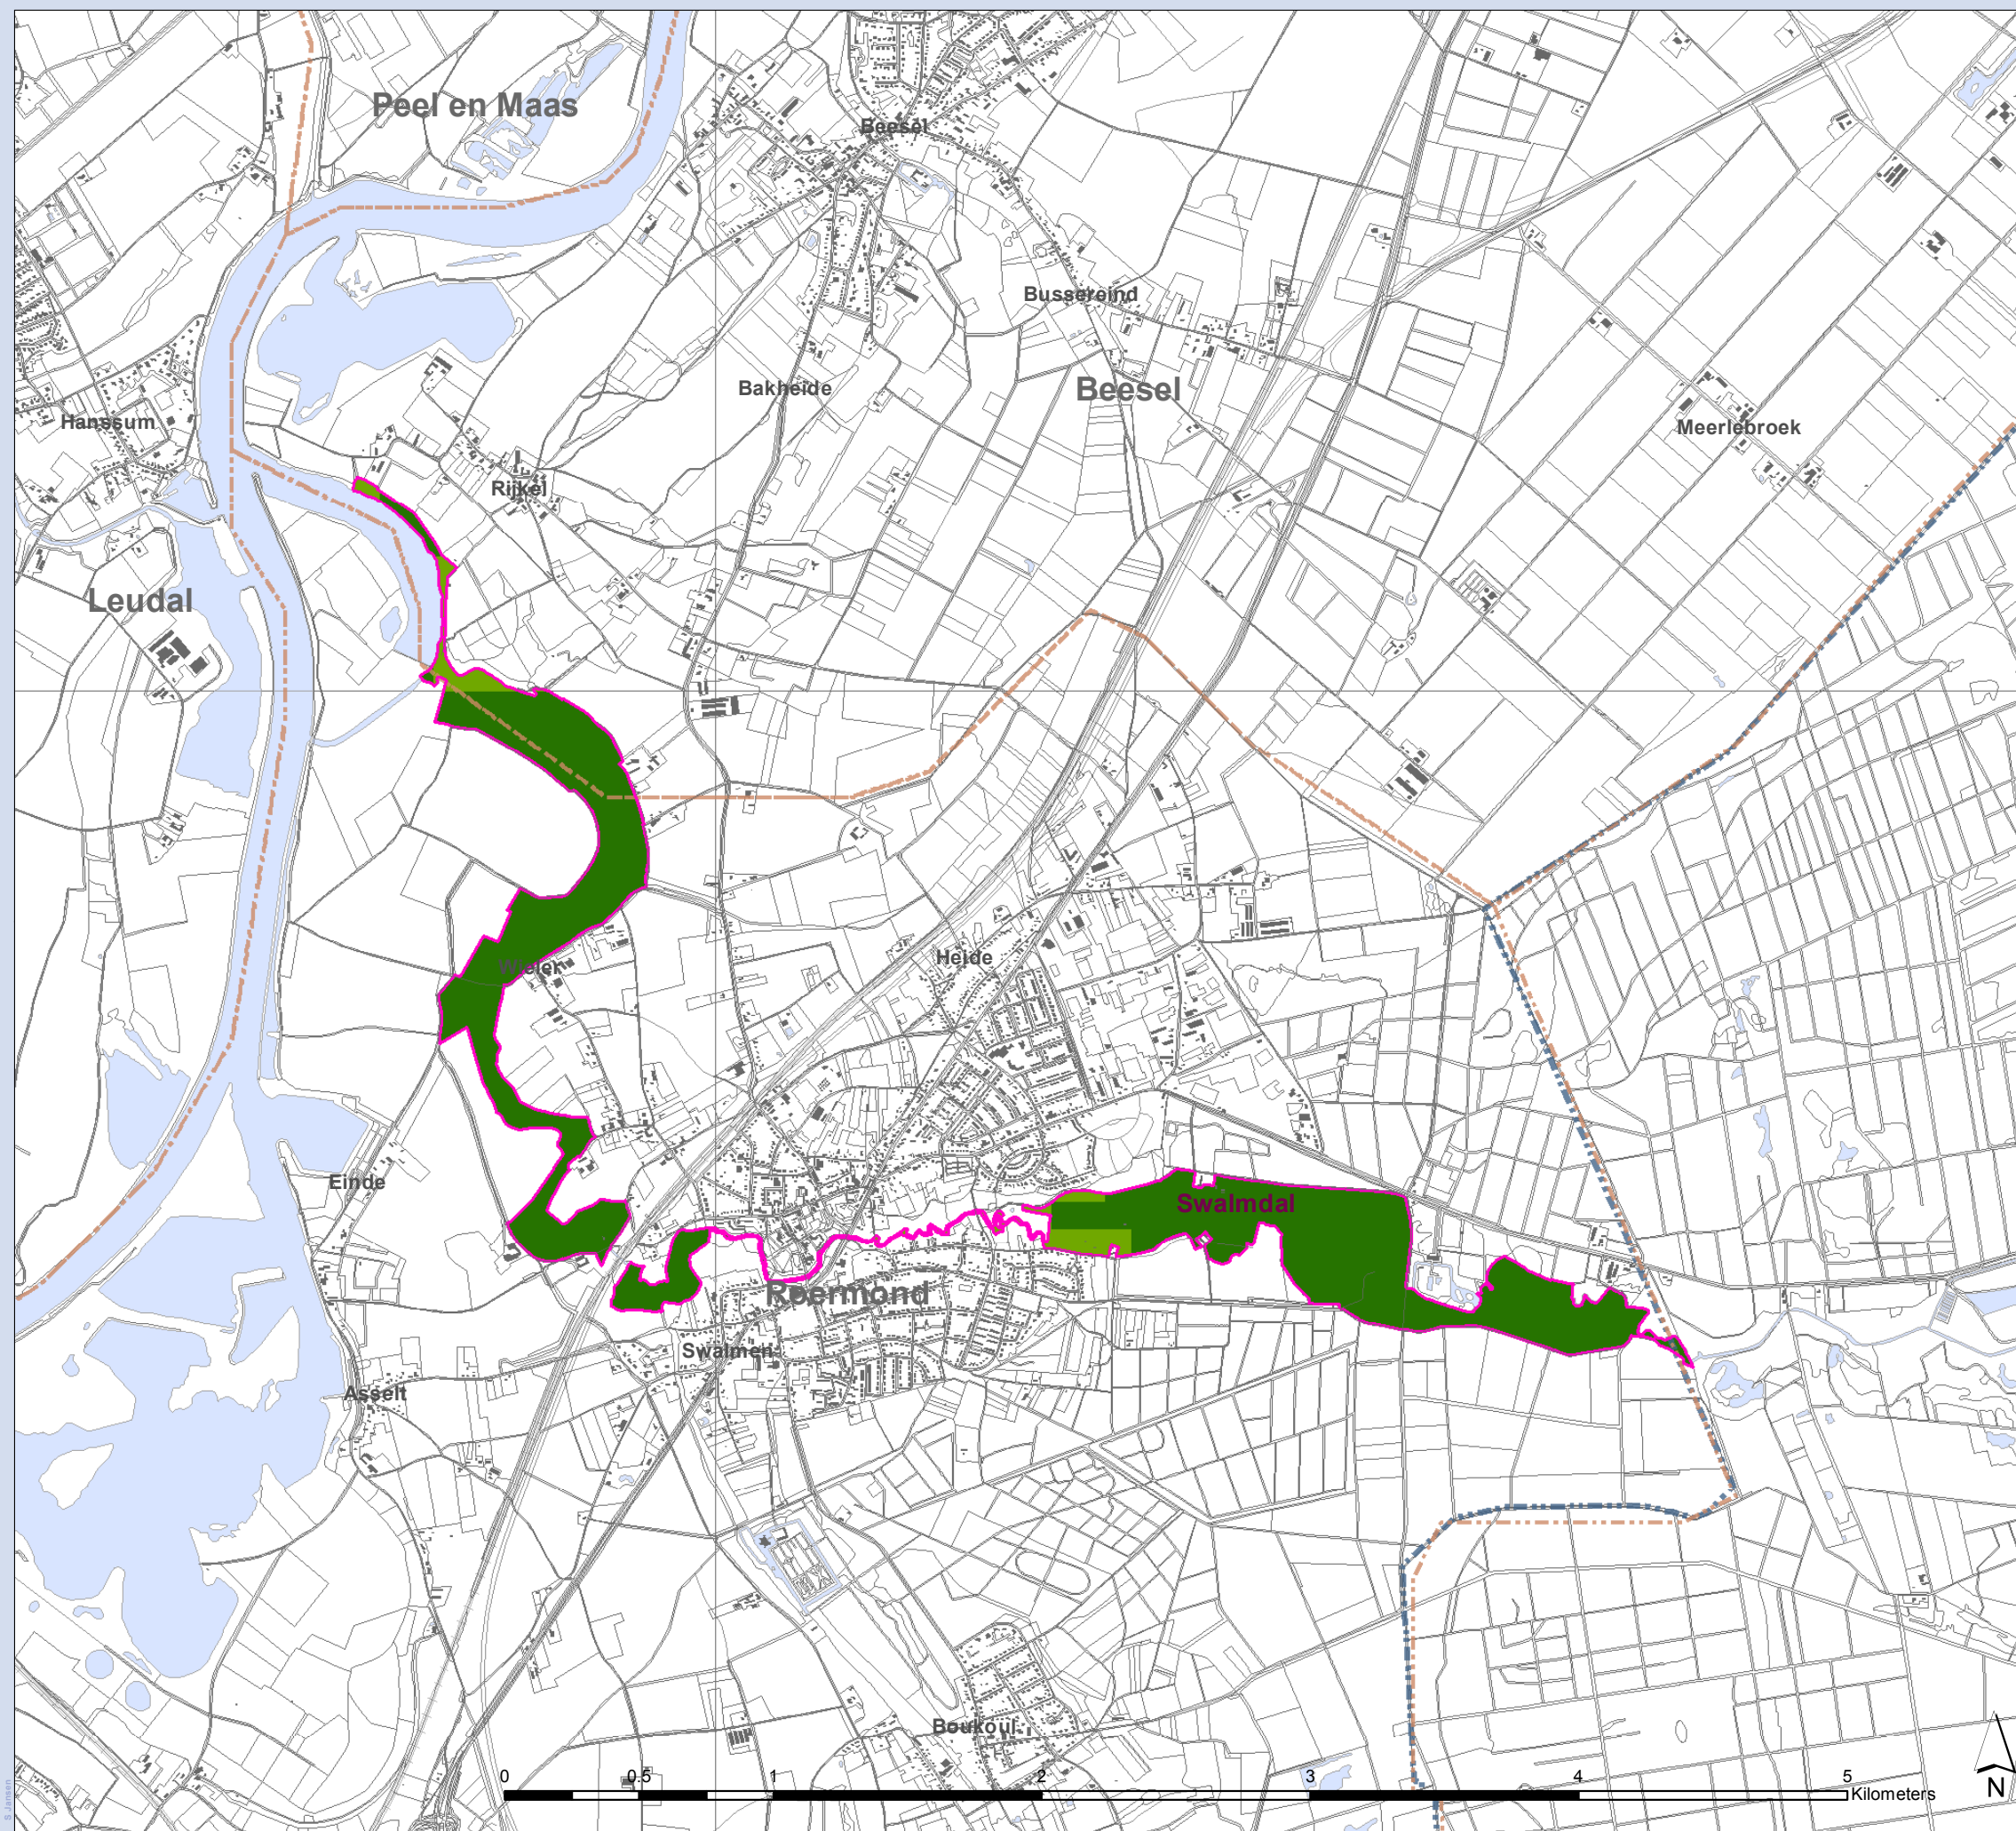 Peel en Maas
Beesel
Bussereind
Bakheide
Beesel
Hanssum
Meerlebroek
Rijkel
Leudal
Wieler
Heide
Einde
Swalmdal
Roermond
Swalmen
Asselt
Boukoul
0 0.5 1 2 3 4 5
Kilometers
N
S Jansen